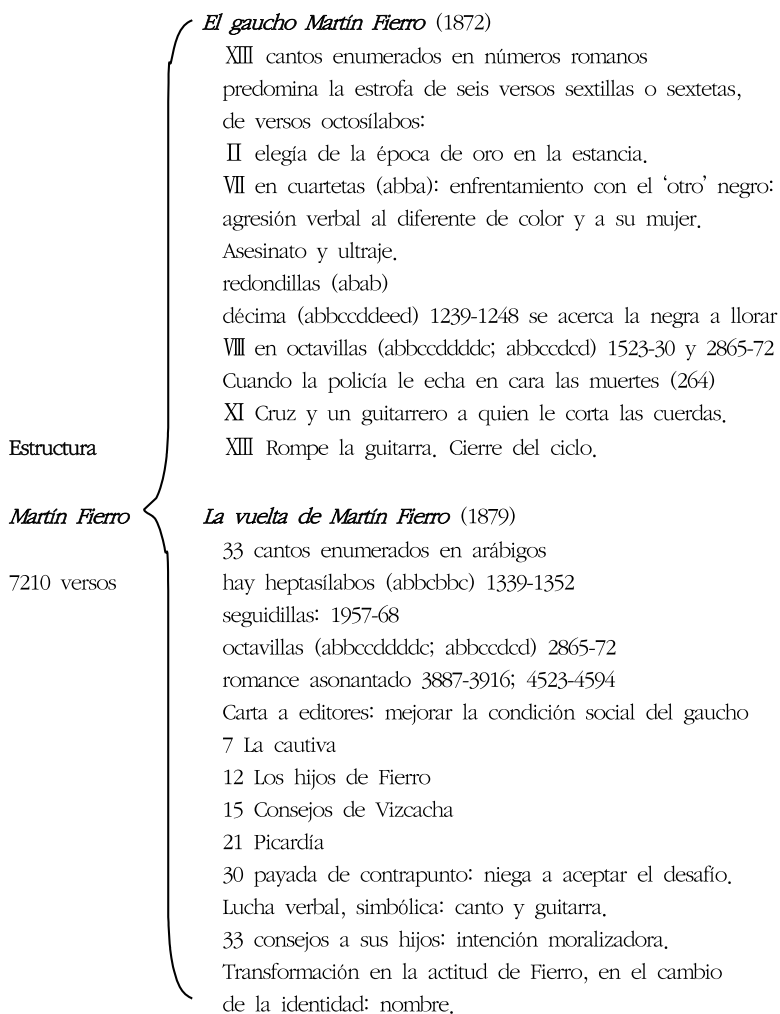 El gaucho Martín Fierro (1872)
XIII cantos enumerados en números romanos
predomina la estrofa de seis versos sextillas o sextetas,
de versos octosílabos:
II elegía de la época de oro en la estancia.
VII en cuartetas (abba): enfrentamiento con el ‘otro’ negro:
agresión verbal al diferente de color y a su mujer.
Asesinato y ultraje.
redondillas (abab)
décima (abbccddeed) 1239-1248 se acerca la negra a llorar
VIII en octavillas (abbccddddc; abbccdcd) 1523-30 y 2865-72
Cuando la policía le echa en cara las muertes (264)
XI Cruz y un guitarrero a quien le corta las cuerdas.
XIII Rompe la guitarra. Cierre del ciclo.
Estructura
Martín Fierro
7210 versos
La vuelta de Martín Fierro (1879)
33 cantos enumerados en arábigos
hay heptasílabos (abbcbbc) 1339-1352
seguidillas: 1957-68
octavillas (abbccddddc; abbccdcd) 2865-72
romance asonantado 3887-3916; 4523-4594
Carta a editores: mejorar la condición social del gaucho
7 La cautiva
12 Los hijos de Fierro
15 Consejos de Vizcacha
21 Picardía
30 payada de contrapunto: niega a aceptar el desafío.
Lucha verbal, simbólica: canto y guitarra.
33 consejos a sus hijos: intención moralizadora.
Transformación en la actitud de Fierro, en el cambio
de la identidad: nombre.